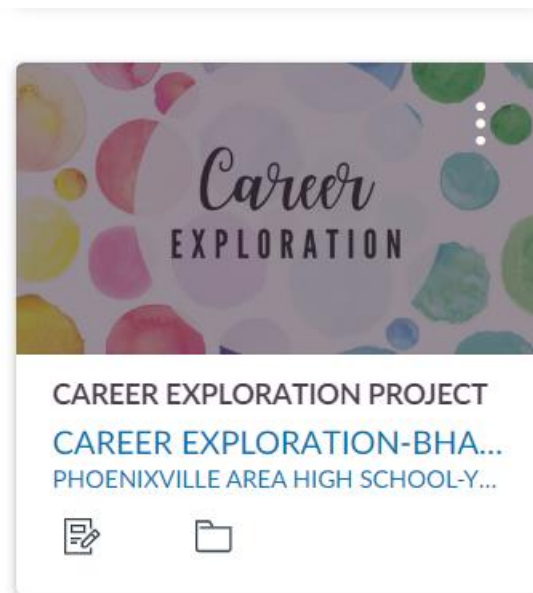 Career
EXPLORATION
CAREER EXPLORATION PROJECT
CAREER EXPLORATION-BHA...
PHOENIXVILLE AREA HIGH SCHOOL-Y...